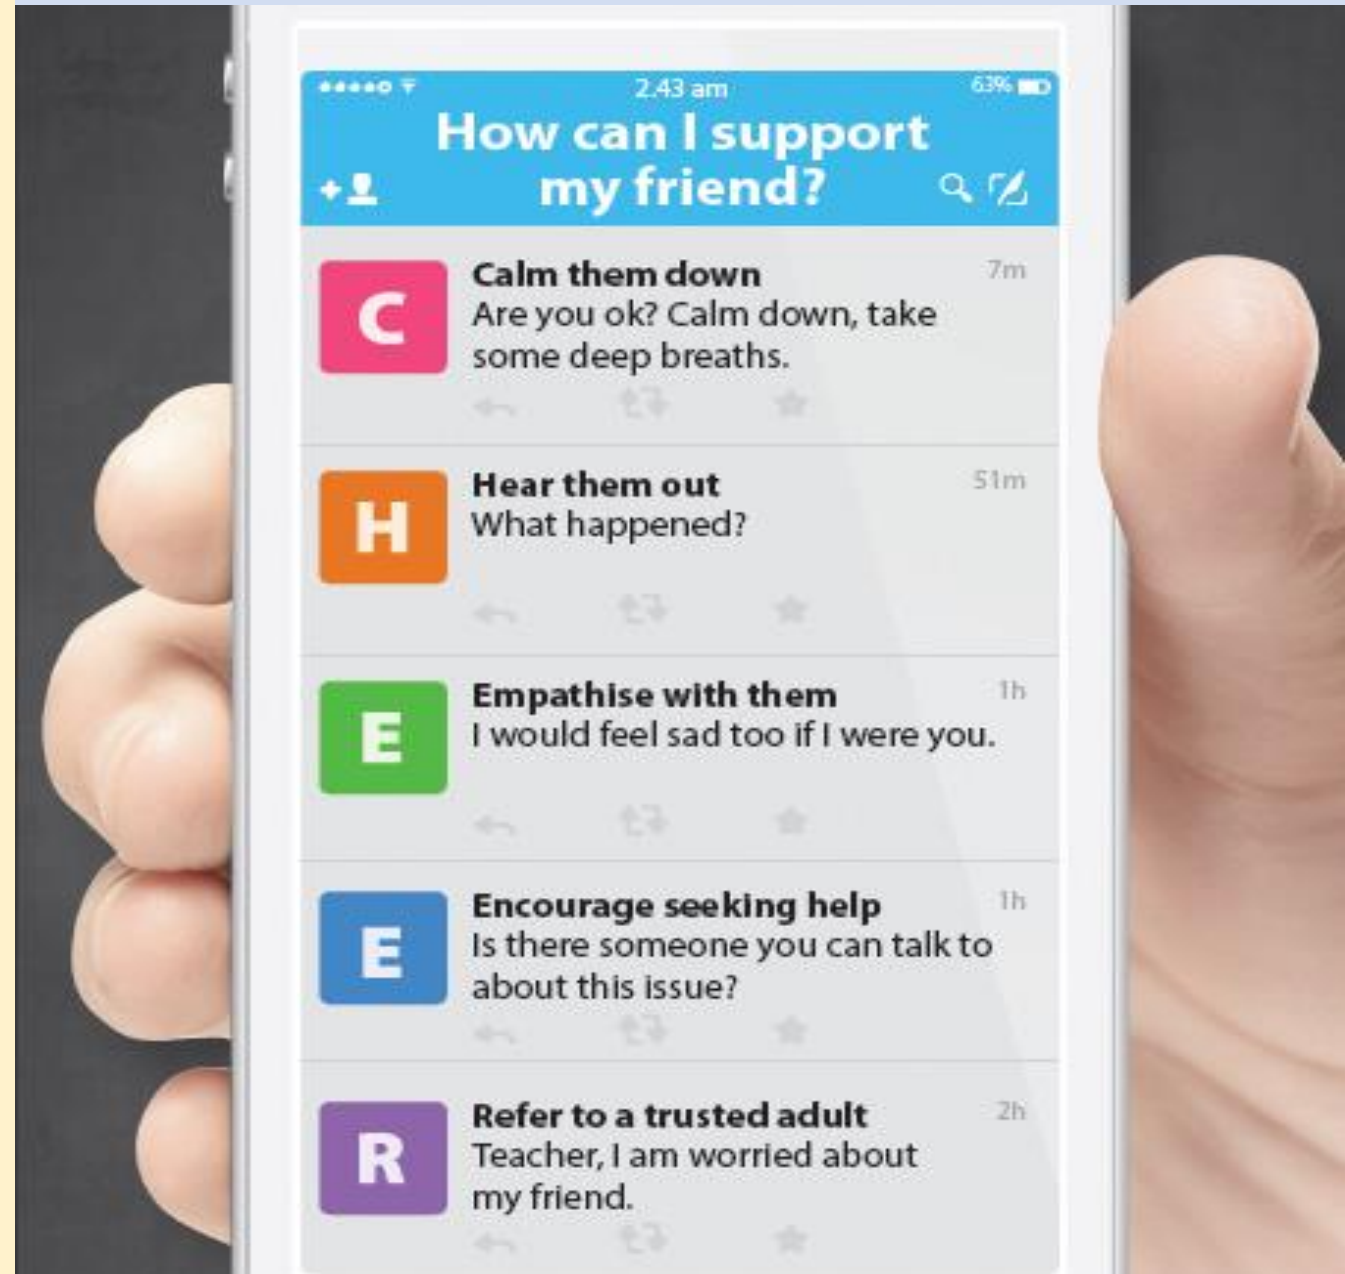 2.43 am
63%
How can I support
my friend?
C
Calm them down
7m
Are you ok? Calm down, take
some deep breaths.
H
Hear them out
51m
What happened?
E
Empathise with them
1h
I would feel sad too if I were you.
E
Encourage seeking help
1h
Is there someone you can talk to
about this issue?
R
Refer to a trusted adult
2h
Teacher, I am worried about
my friend.